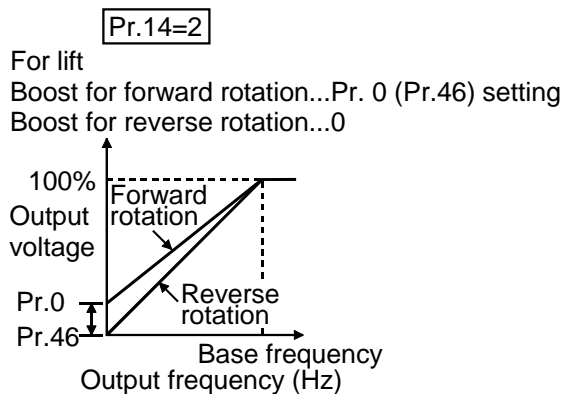 Pr.14=2
For lift
Boost for forward rotation...Pr. 0 (Pr.46) setting
Boost for reverse rotation...0
100%
Forward
rotation
Output
voltage
Pr.0
Reverse
rotation
Pr.46
Base frequency
Output frequency (Hz)